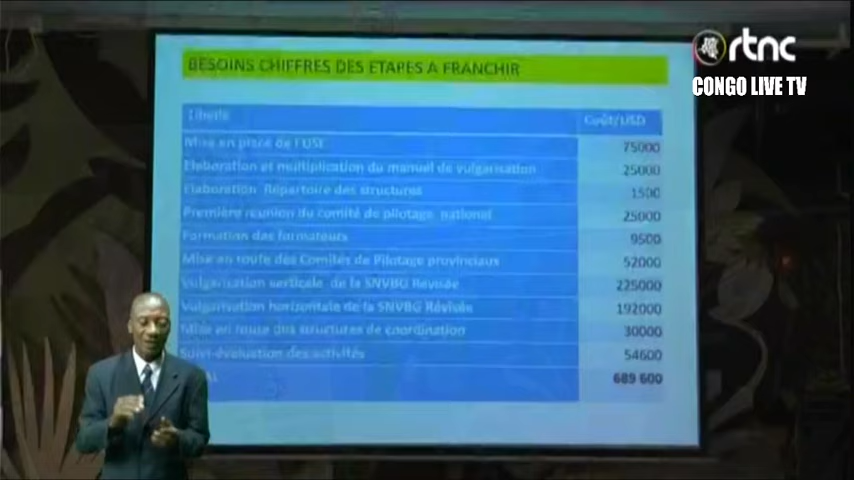 rtnc
CONGO LIVE TV
BESOINS CHIFFRES DES ETAPES A FRANCHIR
Libellé Coût/USD
Mise en place de l'USE 75000
Elaboration et multiplication du manuel de vulgarisation 25000
Elaboration Répertoire des structures 1500
Première reunion du comité de pilotage national 25000
Formation des formateurs 9500
Mise en route des Comités de Pilotage provinciaux 52000
Vulgarisation verticale de la SNVBG Revisée 225000
Vulgarisation horizontale de la SNVBG Révisée 192000
Mise en route des structures de coordination 30000
Suivi-évaluation des activités 54600
689 600